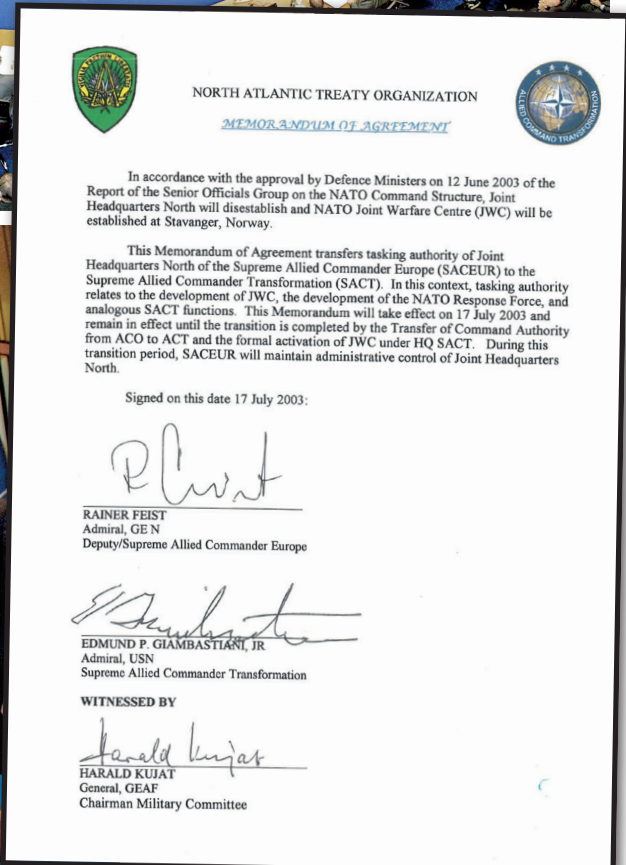 NORTH ATLANTIC TREATY ORGANIZATION
MEMORANDUM OF AGREEMENT
ALLIED COMMAND TRANSFORMATION
In accordance with the approval by Defence Ministers on 12 June 2003 of the
Report of the Senior Officials Group on the NATO Command Structure, Joint
Headquarters North will disestablish and NATO Joint Warfare Centre (JWC) will be
established at Stavanger, Norway.
This Memorandum of Agreement transfers tasking authority of Joint
Headquarters North of the Supreme Allied Commander Europe (SACEUR) to the
Supreme Allied Commander Transformation (SACT). In this context, tasking authority
relates to the development of JWC, the development of the NATO Response Force, and
analogous SACT functions. This Memorandum will take effect on 17 July 2003 and
remain in effect until the transition is completed by the Transfer of Command Authority
from ACO to ACT and the formal activation of JWC under HQ SACT. During this
transition period, SACEUR will maintain administrative control of Joint Headquarters
North.
Signed on this date 17 July 2003:
RAINER FEIST
Admiral, GE N
Deputy/Supreme Allied Commander Europe
EDMUND P. GIAMBASTIANI, JR
Admiral, USN
Supreme Allied Commander Transformation
WITNESSED BY
Harald Kujat
HARALD KUJAT
General, GEAF
Chairman Military Committee